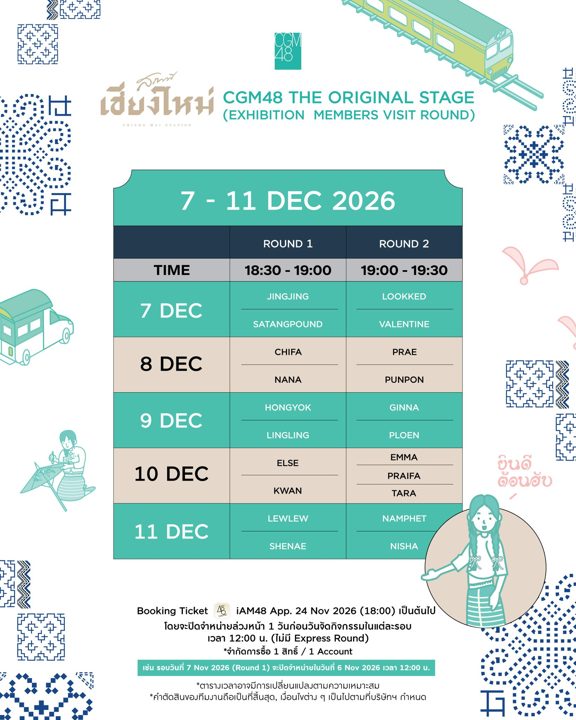 CGM
48
สวนนที
เฮียงใหม่
CGM48 THE ORIGINAL STAGE
(EXHIBITION MEMBERS VISIT ROUND)
7 - 11 DEC 2026
ROUND 1 ROUND 2
TIME 18:30 - 19:00 19:00 - 19:30
7 DEC
JINGJING LOOKKED
SATANGPOUND VALENTINE
8 DEC
CHIFA PRAE
NANA PUNPON
9 DEC
HONGYOK GINNA
LINGLING PLOEN
10 DEC
ELSE EMMA
PRAIFA
KWAN TARA
11 DEC
LEWLEW NAMPHET
SHENAE NISHA
ยินดี
ต้อนฮับ
Booking Ticket iAM48 App. 24 Nov 2026 (18:00) เป็นต้นไป
โดยจะปิดจำหน่ายล่วงหน้า 1 วันก่อนวันจัดกิจกรรมในแต่ละรอบ
เวลา 12:00 น. (ไม่มี Express Round)
*จำกัดการซื้อ 1 สิทธิ์ / 1 Account
เช่น รอบวันที่ 7 Nov 2026 (Round 1) จะปิดจำหน่ายในวันที่ 6 Nov 2026 เวลา 12:00 น.
*ตารางเวลาอาจมีการเปลี่ยนแปลงตามความเหมาะสม
*คำตัดสินของทีมงานถือเป็นที่สิ้นสุด, เงื่อนไขต่าง ๆ เป็นไปตามที่บริษัทฯ กำหนด